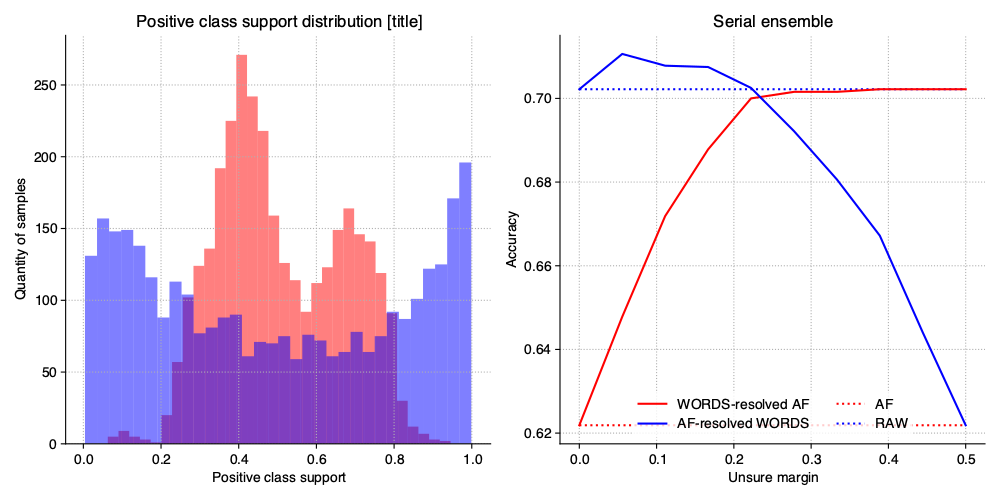 Positive class support distribution [title]
Quantity of samples
250
200
150
100
50
0
0.0 0.2 0.4 0.6 0.8 1.0
Positive class support
Serial ensemble
Accuracy
0.70
0.68
0.66
0.64
0.62
WORDS-resolved AF
AF-resolved WORDS
AF
RAW
0.0 0.1 0.2 0.3 0.4 0.5
Unsure margin